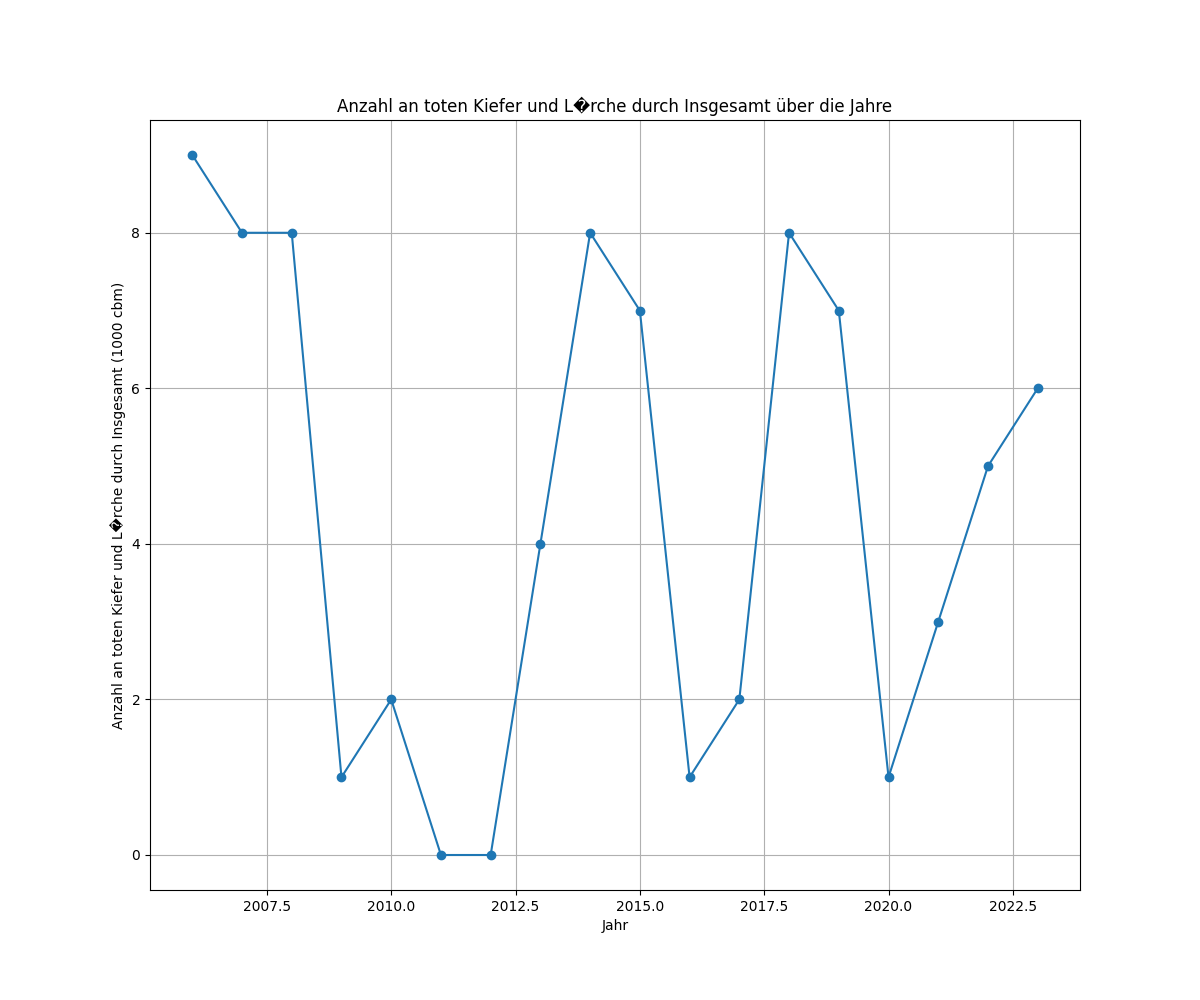 Anzahl an toten Kiefer und L�rche durch Insgesamt über die Jahre
Anzahl an toten Kiefer und L�rche durch Insgesamt (1000 cbm)
8
6
4
2
0
2007.5 2010.0 2012.5 2015.0 2017.5 2020.0 2022.5
Jahr